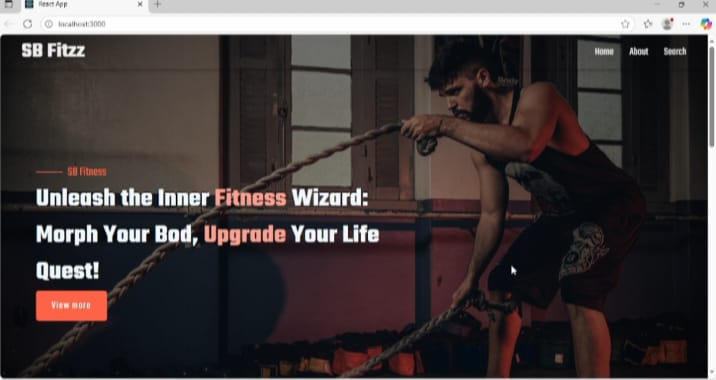 React App
localhost:3000
SB Fitzz
Home About Search
SB Fitness
Unleash the Inner Fitness Wizard:
Morph Your Bod, Upgrade Your Life
Quest!
View more